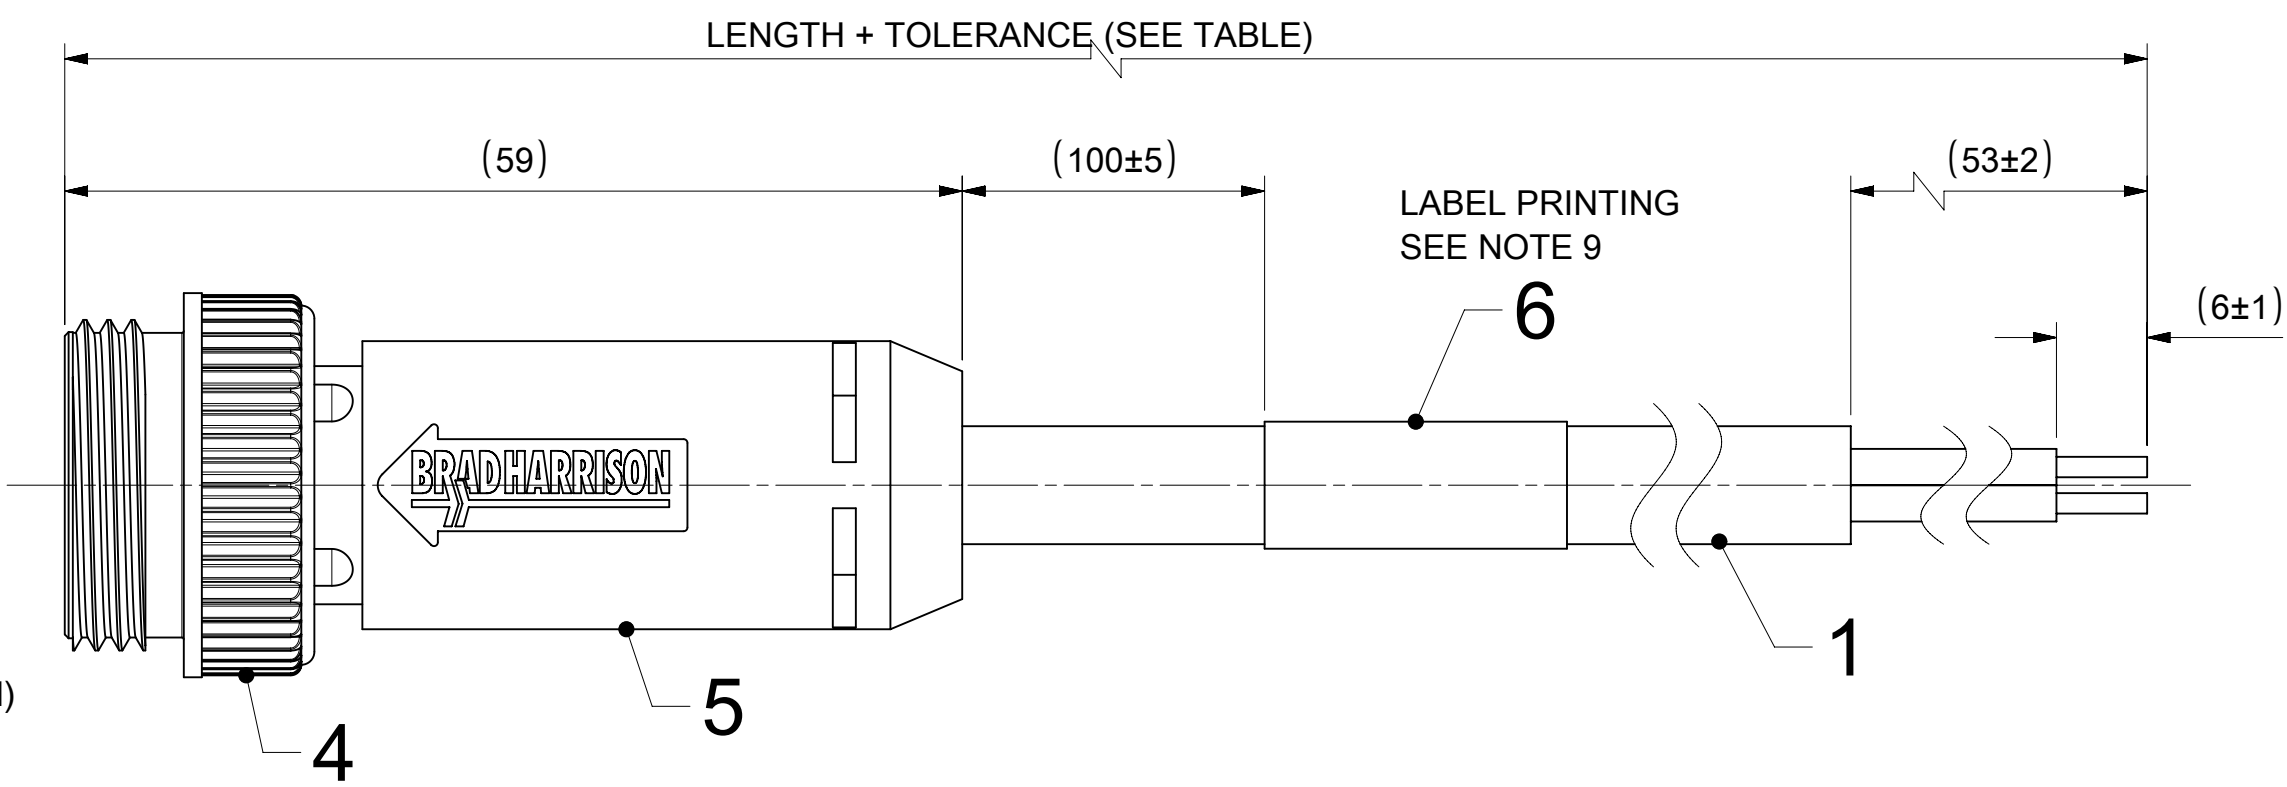 LENGTH + TOLERANCE (SEE TABLE)
(59)
(100±5)
(53±2)
LABEL PRINTING
SEE NOTE 9
6
(6±1)
BRADHARRISON
1
5
4